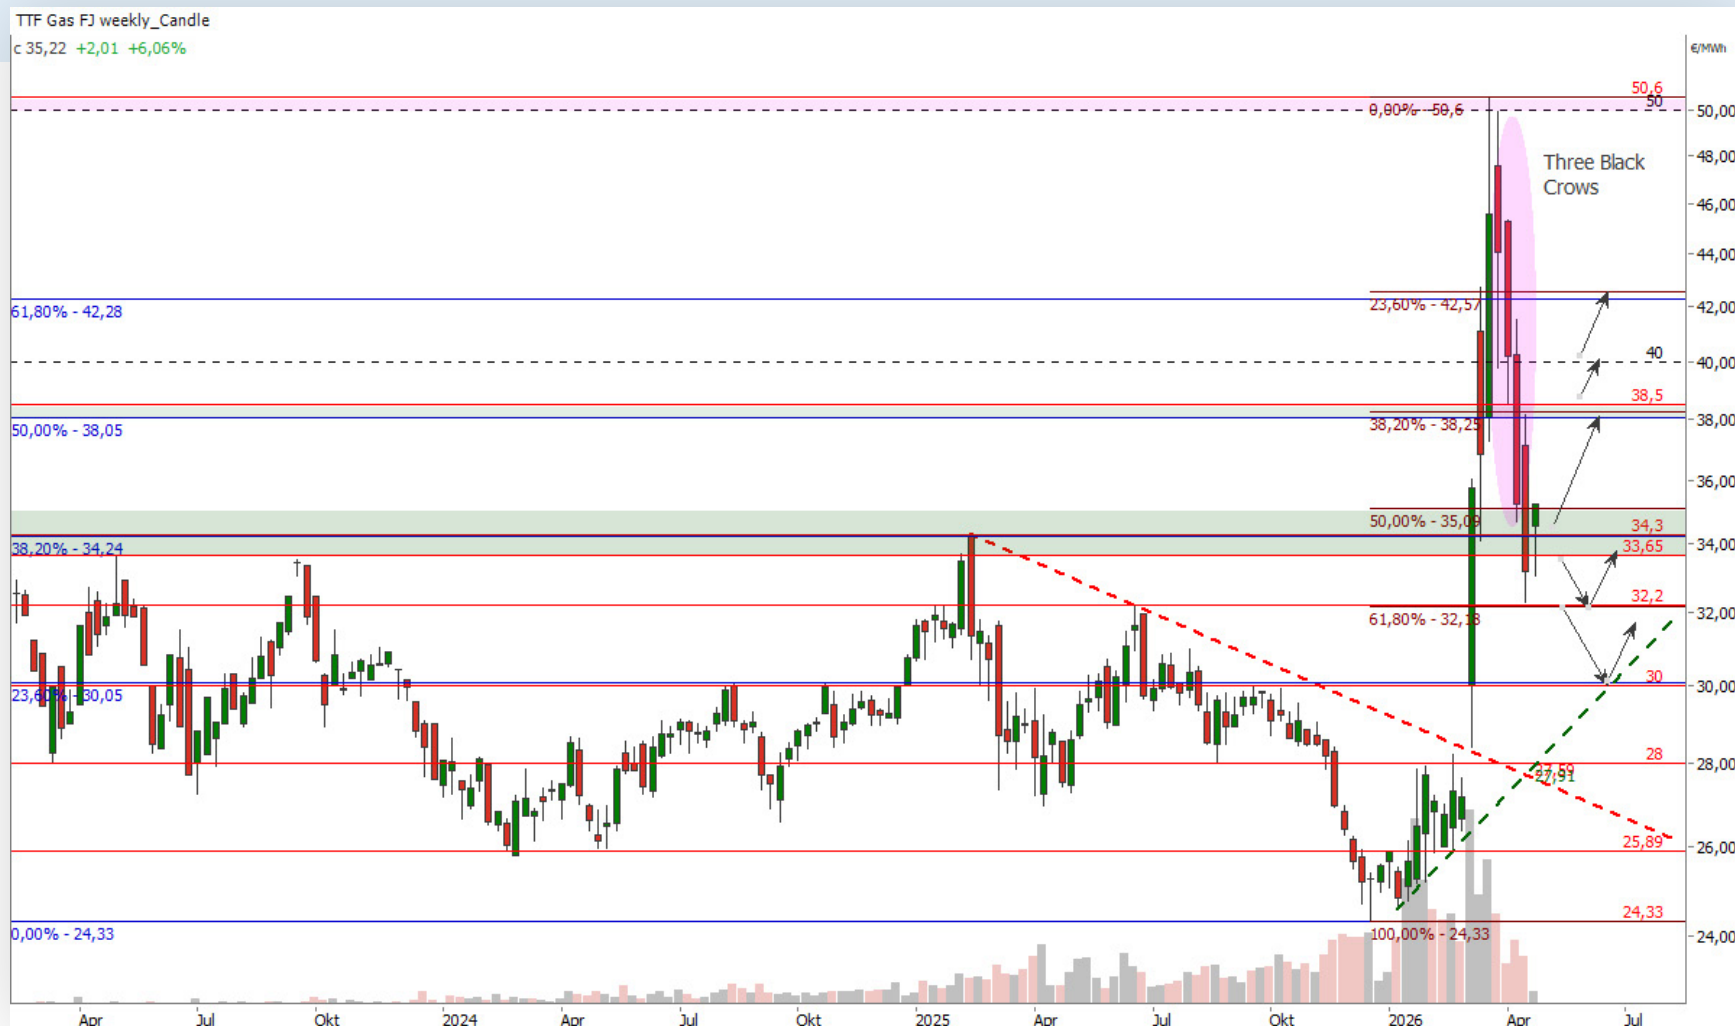 TTF Gas FJ weekly_Candle
c 35,22 +2,01 +6,06%
€/MWh
50,6
50
0,00% - 50,6
50,00
Three Black
Crows
48,00
46,00
44,00
61,80% - 42,28
23,60% - 42,57
42,00
40
40,00
38,5
50,00% - 38,05
38,20% - 38,25
38,00
36,00
50,00% - 35,09
34,3
38,20% - 34,24
33,65
34,00
32,2
61,80% - 32,18
32,00
23,60% - 30,05
30
30,00
28
28,00
27,59
27,91
25,89
26,00
24,33
0,00% - 24,33
100,00% - 24,33
24,00
Apr Jul Okt 2024 Apr Jul Okt 2025 Apr Jul Okt 2026 Apr Jul